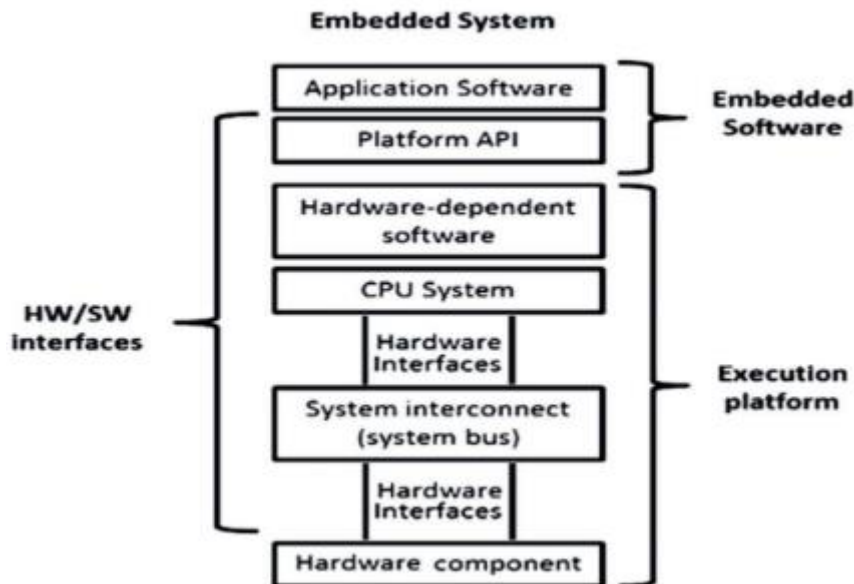 Embedded System
Application Software
Platform API
Embedded
Software
Hardware-dependent
software
CPU System
HW/SW
interfaces
Hardware
Interfaces
Execution
platform
System interconnect
(system bus)
Hardware
Interfaces
Hardware component